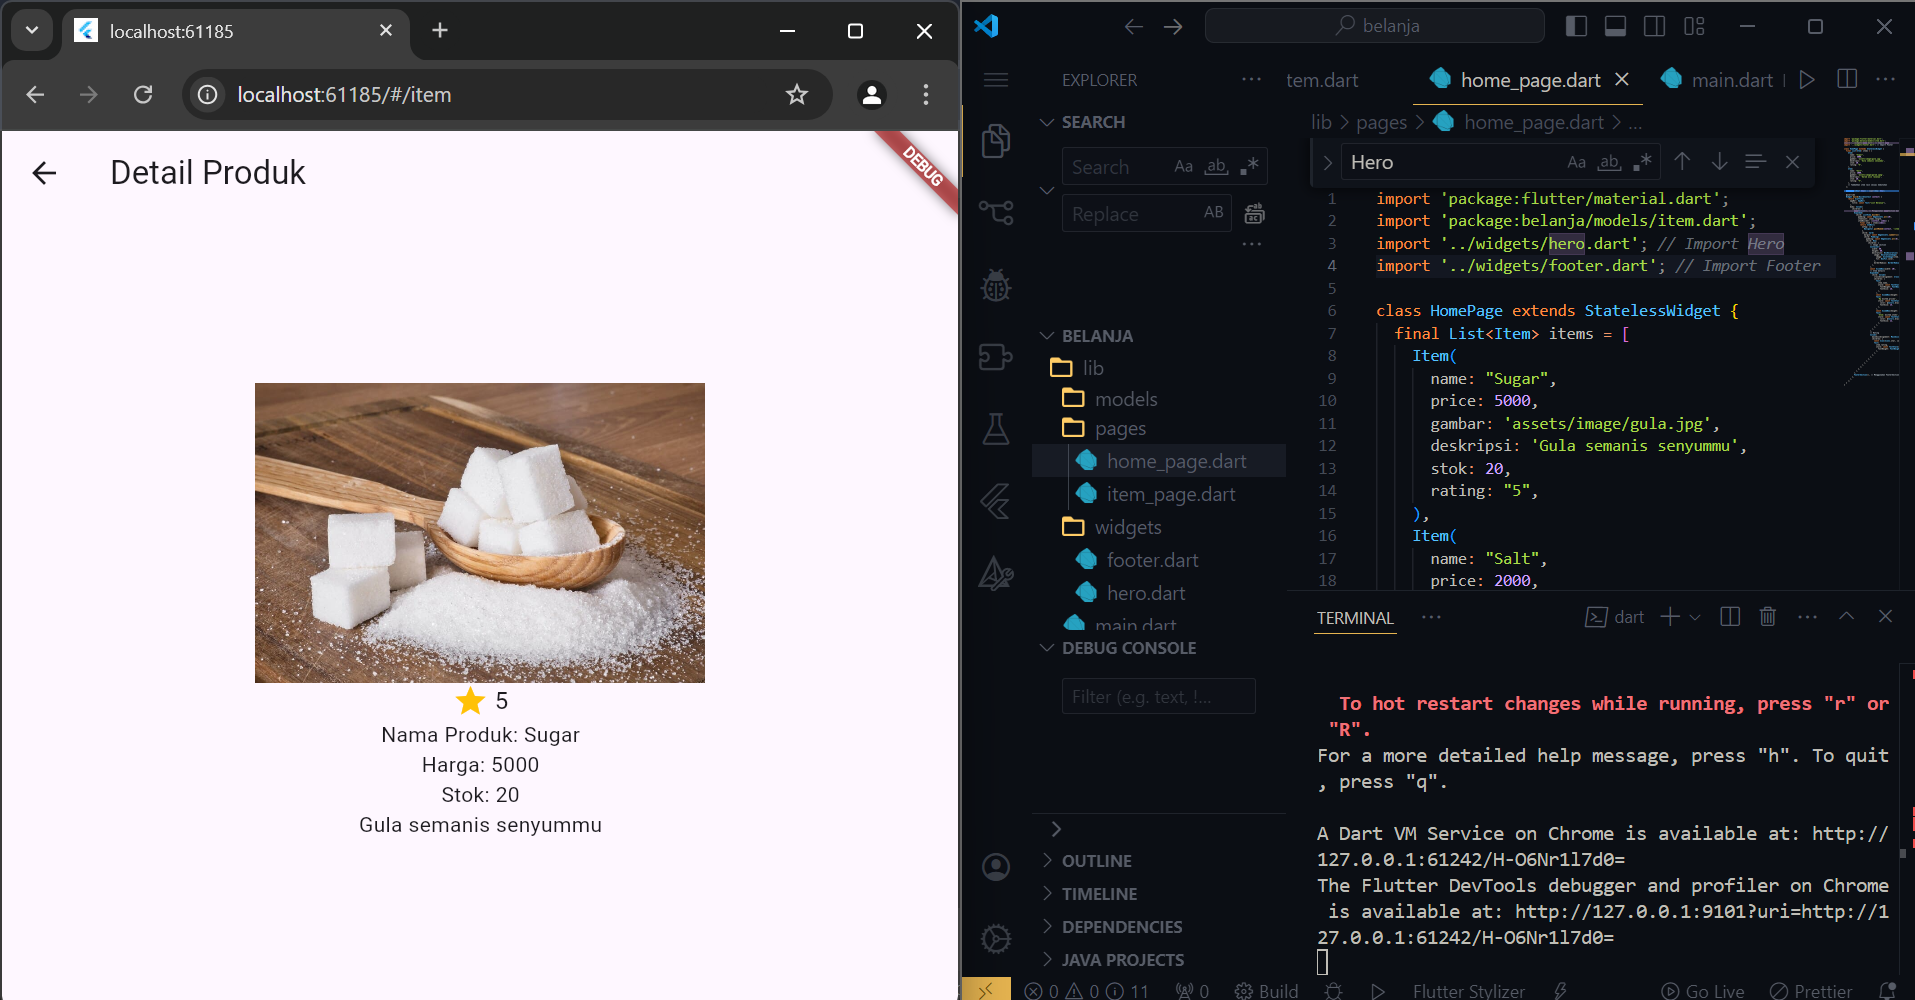 localhost:61185
localhost:61185/#/item
Detail Produk
DEBUG
5
Nama Produk: Sugar
Harga: 5000
Stok: 20
Gula semanis senyummu
belanja
EXPLORER
SEARCH
Search
Aa
ab
Replace
AB
BELANJA
lib
models
pages
home_page.dart
item_page.dart
widgets
footer.dart
hero.dart
main.dart
DEBUG CONSOLE
Filter (e.g. text, !...
OUTLINE
TIMELINE
DEPENDENCIES
JAVA PROJECTS
tem.dart
home_page.dart
main.dart
lib > pages > home_page.dart > ...
Hero
Aa
ab
1 import 'package:flutter/material.dart';
2 import 'package:belanja/models/item.dart';
3 import '../widgets/hero.dart'; // Import Hero
4 import '../widgets/footer.dart'; // Import Footer
5
6 class HomePage extends StatelessWidget {
7 final List<Item> items = [
8 Item(
9 name: "Sugar",
10 price: 5000,
11 gambar: 'assets/image/gula.jpg',
12 deskripsi: 'Gula semanis senyummu',
13 stok: 20,
14 rating: "5",
15 ),
16 Item(
17 name: "Salt",
18 price: 2000,
TERMINAL
dart
To hot restart changes while running, press "r" or
"R".
For a more detailed help message, press "h". To quit
, press "q".
A Dart VM Service on Chrome is available at: http://
127.0.0.1:61242/H-O6Nr1l7d0=
The Flutter DevTools debugger and profiler on Chrome
is available at: http://127.0.0.1:9101?uri=http://1
27.0.0.1:61242/H-O6Nr1l7d0=
0 0 11 0 Build Flutter Stylizer Go Live Prettier